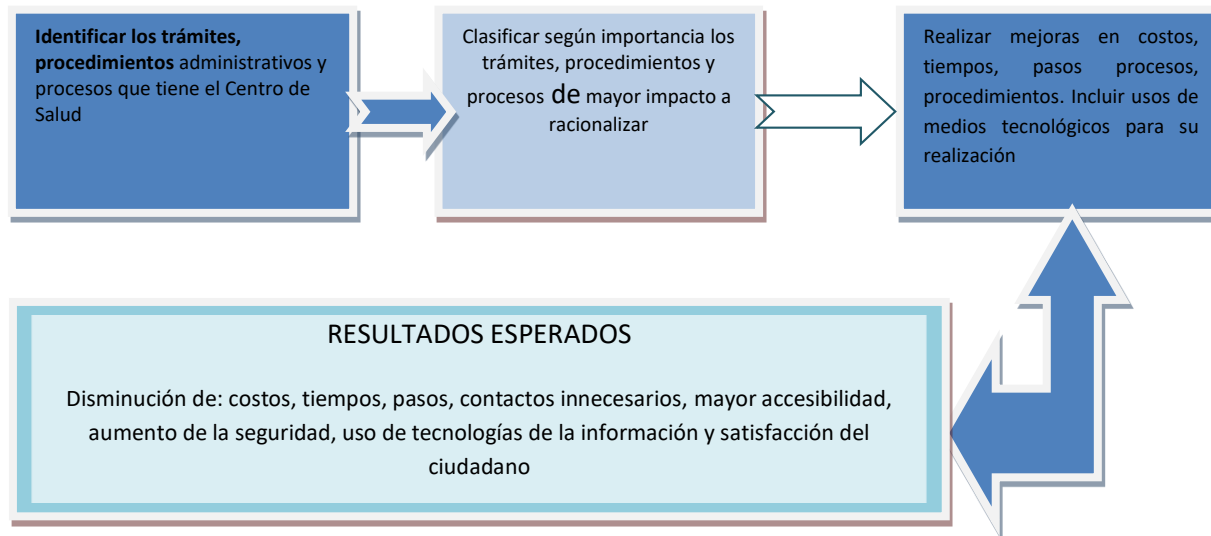 Identificar los trámites,
procedimientos administrativos y
procesos que tiene el Centro de
Salud
Clasificar según importancia los
trámites, procedimientos y
procesos de mayor impacto a
racionalizar
Realizar mejoras en costos,
tiempos, pasos procesos,
procedimientos. Incluir usos de
medios tecnológicos para su
realización
RESULTADOS ESPERADOS
Disminución de: costos, tiempos, pasos, contactos innecesarios, mayor accesibilidad,
aumento de la seguridad, uso de tecnologías de la información y satisfacción del
ciudadano